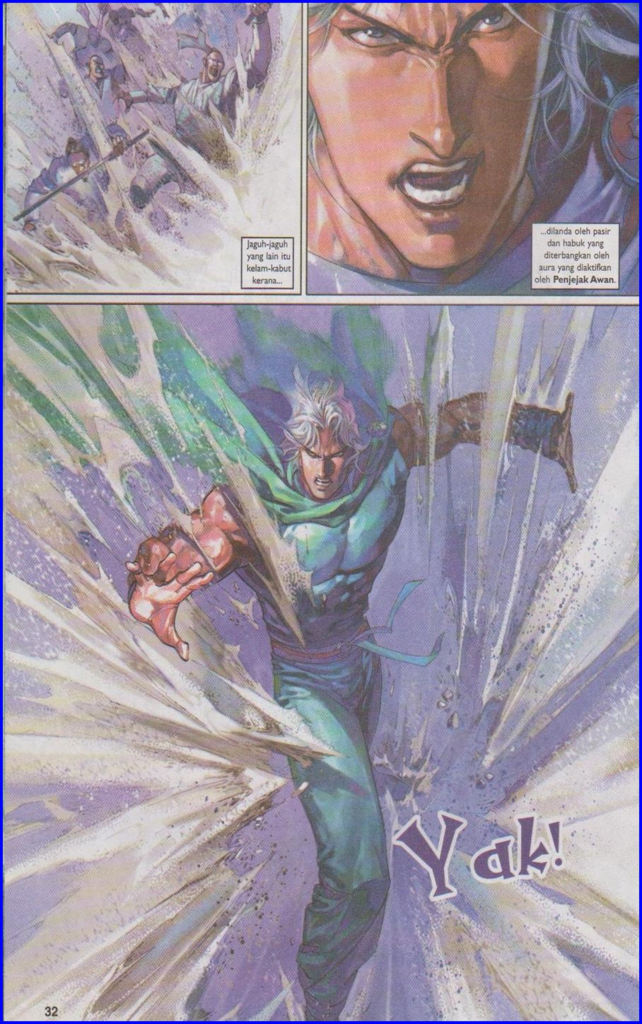 Jaguh-jaguh
yang lain itu
kelam-kabut
kerana...
...dilanda oleh pasir
dan habuk yang
diterbangkan oleh
aura yang diaktifkan
oleh Penjejak Awan.
Yak!
32